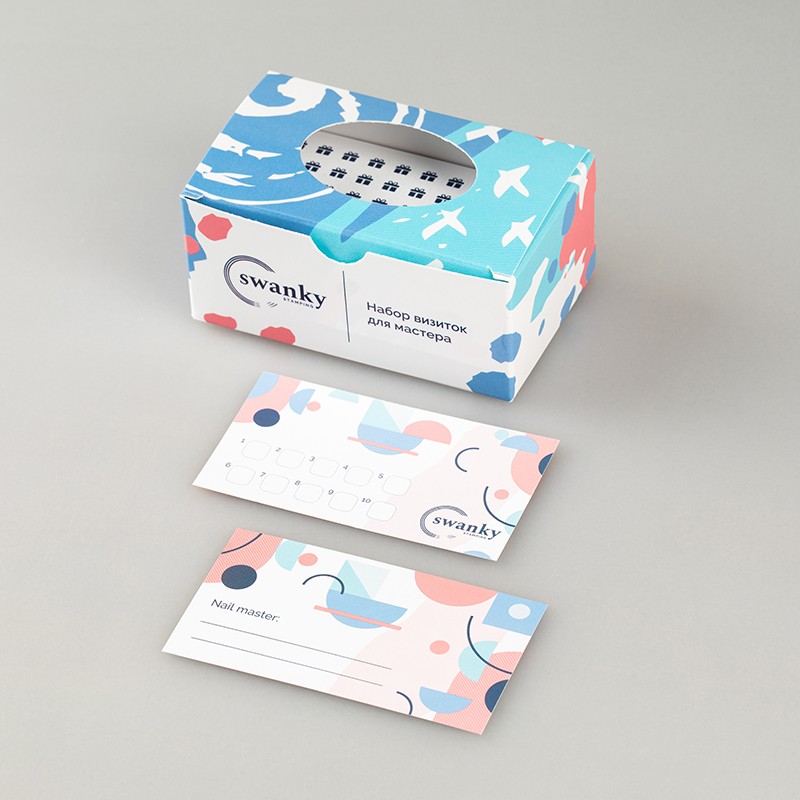 swanky
STAMPING
Набор визиток
для мастера
1 2 3 4 5
6 7 8 9 10
swanky
STAMPING
Nail master: